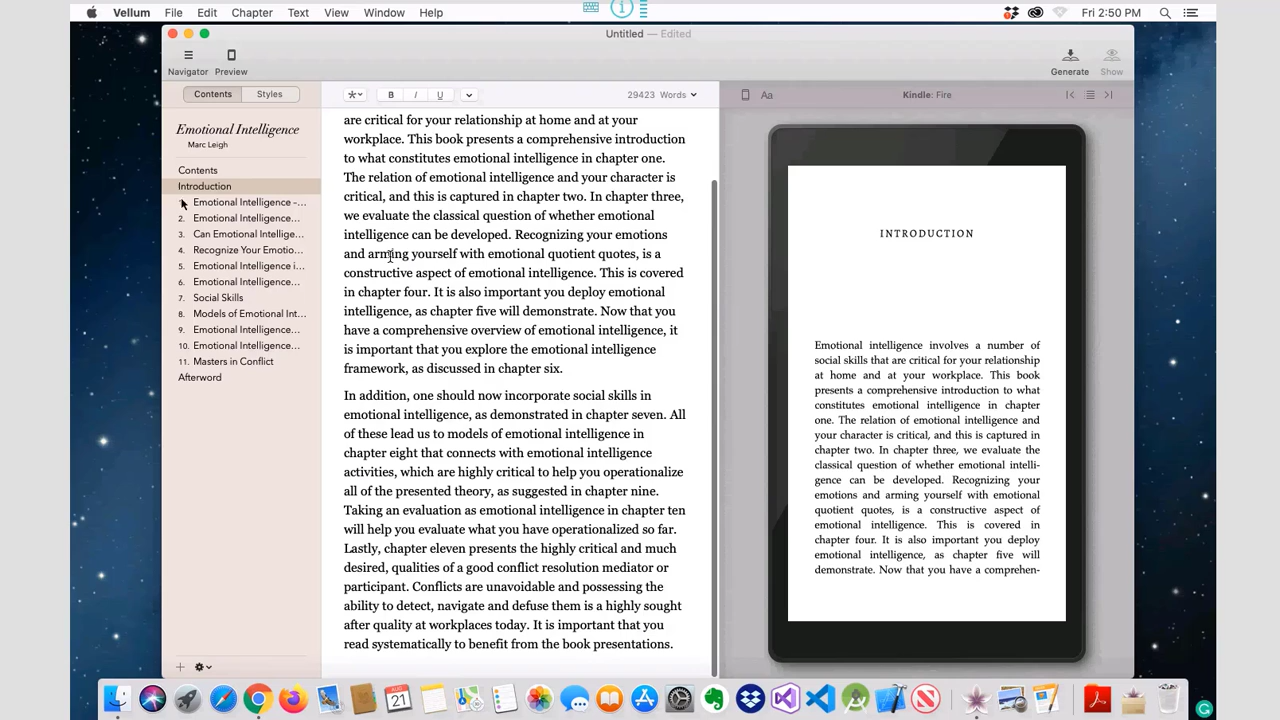 Vellum File Edit Chapter Text View Window Help
Fri 2:50 PM
Untitled — Edited
Navigator Preview
Generate Show
Contents Styles
B I U
29423 Words
Aa
Kindle: Fire
Emotional Intelligence
Marc Leigh
Contents
Introduction
Emotional Intelligence –...
2. Emotional Intelligence...
3. Can Emotional Intellige...
4. Recognize Your Emotio...
5. Emotional Intelligence i...
6. Emotional Intelligence...
7. Social Skills
8. Models of Emotional Int...
9. Emotional Intelligence...
10. Emotional Intelligence...
11. Masters in Conflict
Afterword
are critical for your relationship at home and at your
workplace. This book presents a comprehensive introduction
to what constitutes emotional intelligence in chapter one.
The relation of emotional intelligence and your character is
critical, and this is captured in chapter two. In chapter three,
we evaluate the classical question of whether emotional
intelligence can be developed. Recognizing your emotions
and arming yourself with emotional quotient quotes, is a
constructive aspect of emotional intelligence. This is covered
in chapter four. It is also important you deploy emotional
intelligence, as chapter five will demonstrate. Now that you
have a comprehensive overview of emotional intelligence, it
is important that you explore the emotional intelligence
framework, as discussed in chapter six.
In addition, one should now incorporate social skills in
emotional intelligence, as demonstrated in chapter seven. All
of these lead us to models of emotional intelligence in
chapter eight that connects with emotional intelligence
activities, which are highly critical to help you operationalize
all of the presented theory, as suggested in chapter nine.
Taking an evaluation as emotional intelligence in chapter ten
will help you evaluate what you have operationalized so far.
Lastly, chapter eleven presents the highly critical and much
desired, qualities of a good conflict resolution mediator or
participant. Conflicts are unavoidable and possessing the
ability to detect, navigate and defuse them is a highly sought
after quality at workplaces today. It is important that you
read systematically to benefit from the book presentations.
INTRODUCTION
Emotional intelligence involves a number of
social skills that are critical for your relationship
at home and at your workplace. This book
presents a comprehensive introduction to what
constitutes emotional intelligence in chapter
one. The relation of emotional intelligence and
your character is critical, and this is captured in
chapter two. In chapter three, we evaluate the
classical question of whether emotional intelli-
gence can be developed. Recognizing your
emotions and arming yourself with emotional
quotient quotes, is a constructive aspect of
emotional intelligence. This is covered in
chapter four. It is also important you deploy
emotional intelligence, as chapter five will
demonstrate. Now that you have a comprehen-
AUG
21